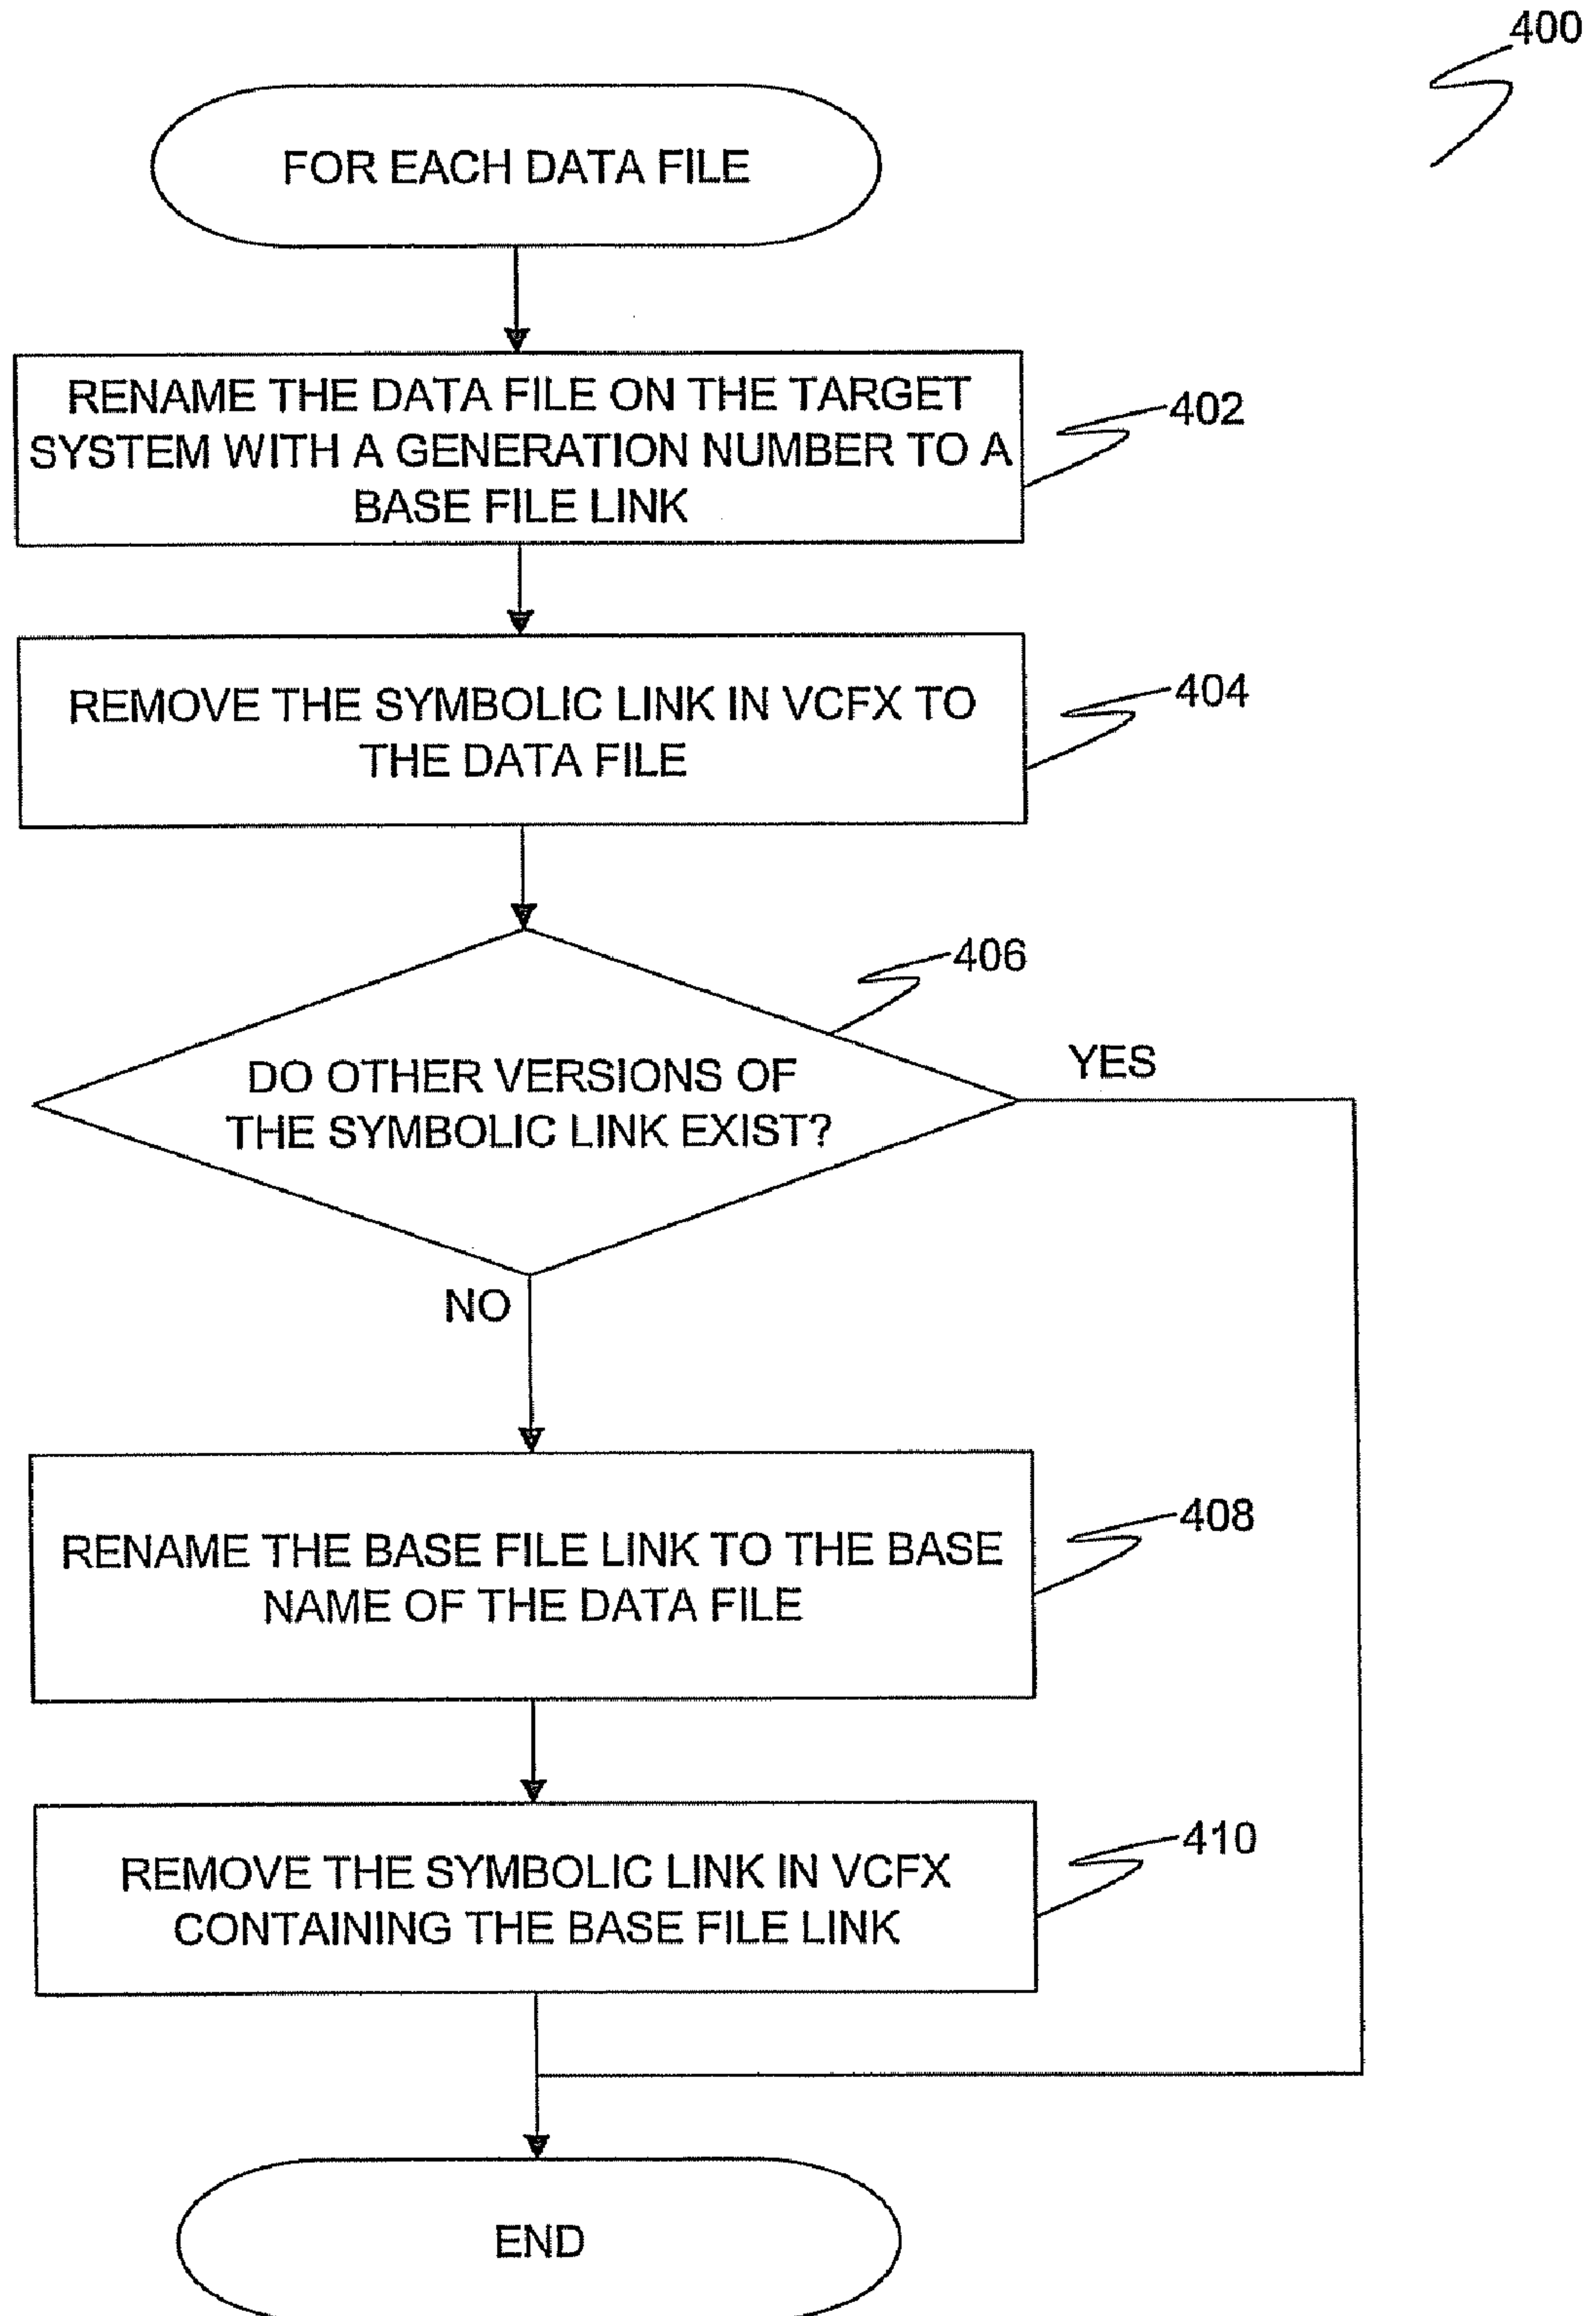 400
FOR EACH DATA FILE
RENAME THE DATA FILE ON THE TARGET
SYSTEM WITH A GENERATION NUMBER TO A
BASE FILE LINK
402
REMOVE THE SYMBOLIC LINK IN VCFX TO
THE DATA FILE
404
406
DO OTHER VERSIONS OF
THE SYMBOLIC LINK EXIST?
YES
NO
RENAME THE BASE FILE LINK TO THE BASE
NAME OF THE DATA FILE
408
REMOVE THE SYMBOLIC LINK IN VCFX
CONTAINING THE BASE FILE LINK
410
END